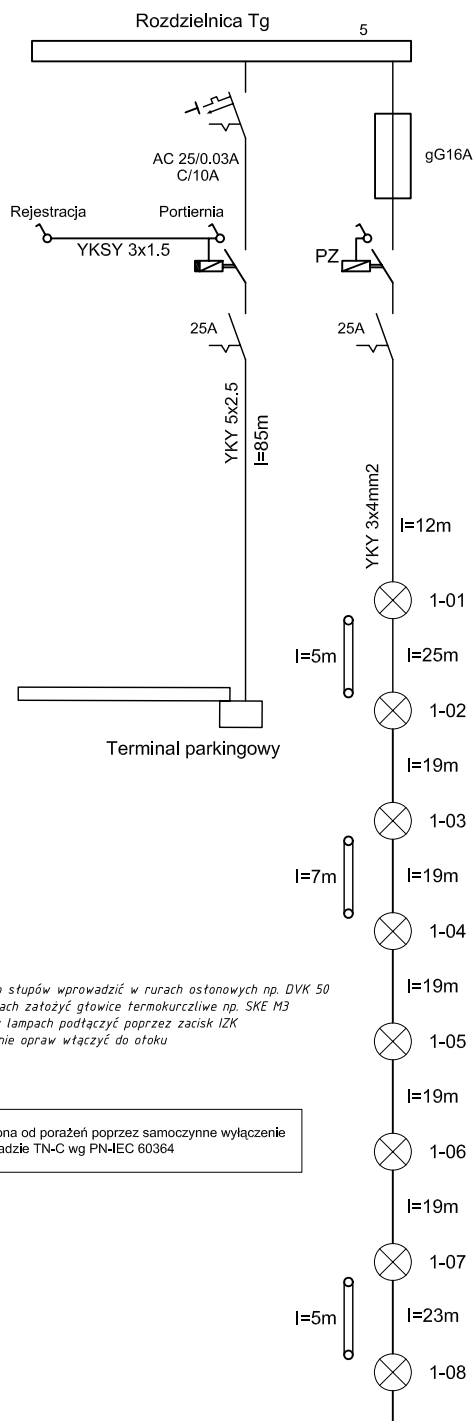 Rozdzielnica Tg
5
AC 25/0.03A
C/10A
gG16A
Rejestracja
Portiernia
YKSY 3x1.5
PZ
25A
25A
YKY 5x2.5
l=85m
YKY 3x4mm2
l=12m
1-01
l=5m
l=25m
1-02
l=19m
Terminal parkingowy
1-03
l=7m
l=19m
1-04
słupów wprowadzić w rurach osłonowych np. DVK 50
l=19m
ach założyć głowice termokurczliwe np. SKE M3
lampach podłączyć poprzez zacisk IZK
nie opraw włączyć do otoku
1-05
l=19m
ona od porażeń poprzez samoczynne wyłączenie
adzie TN-C wg PN-IEC 60364
1-06
l=19m
1-07
l=5m
l=23m
1-08